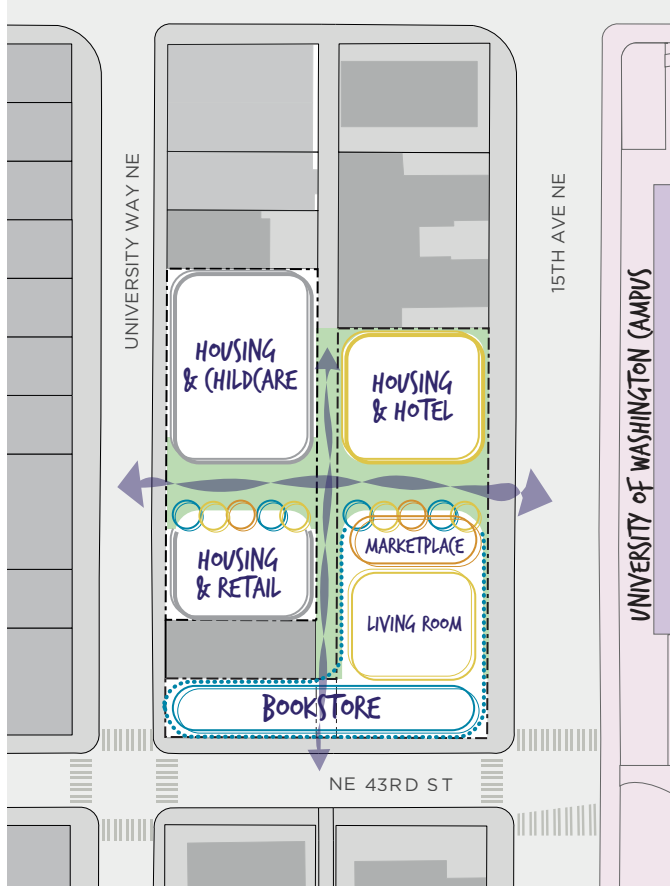 UNIVERSITY WAY NE
15TH AVE NE
UNIVERSITY OF WASHINGTON CAMPUS
HOUSING
& CHILDCARE
HOUSING
& HOTEL
HOUSING
& RETAIL
MARKETPLACE
LIVING ROOM
BOOKSTORE
NE 43RD ST